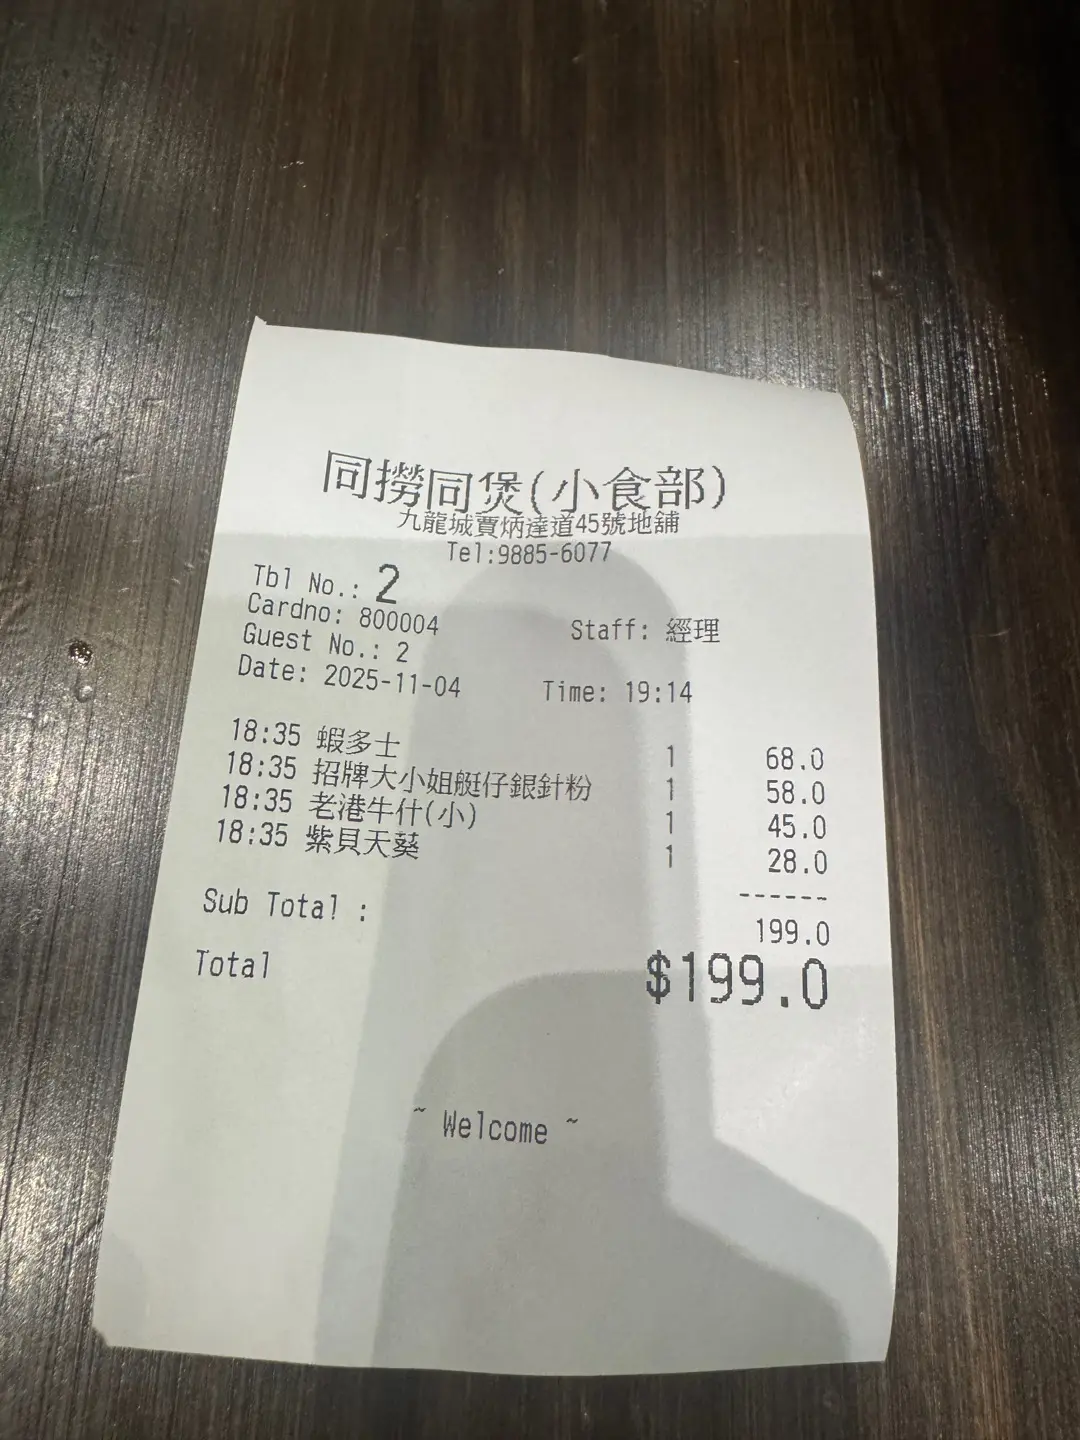 同撈同煲(小食部)
九龍城賈炳達道45號地舖
Tel:9885-6077
Tbl No.: 2
Cardno: 800004
Staff: 經理
Guest No.: 2
Date: 2025-11-04 Time: 19:14
18:35 蝦多士 1 68.0
18:35 招牌大小姐艇仔銀針粉 1 58.0
18:35 老港牛什(小) 1 45.0
18:35 紫貝天葵 1 28.0
------
Sub Total : 199.0
Total $199.0
~ Welcome ~